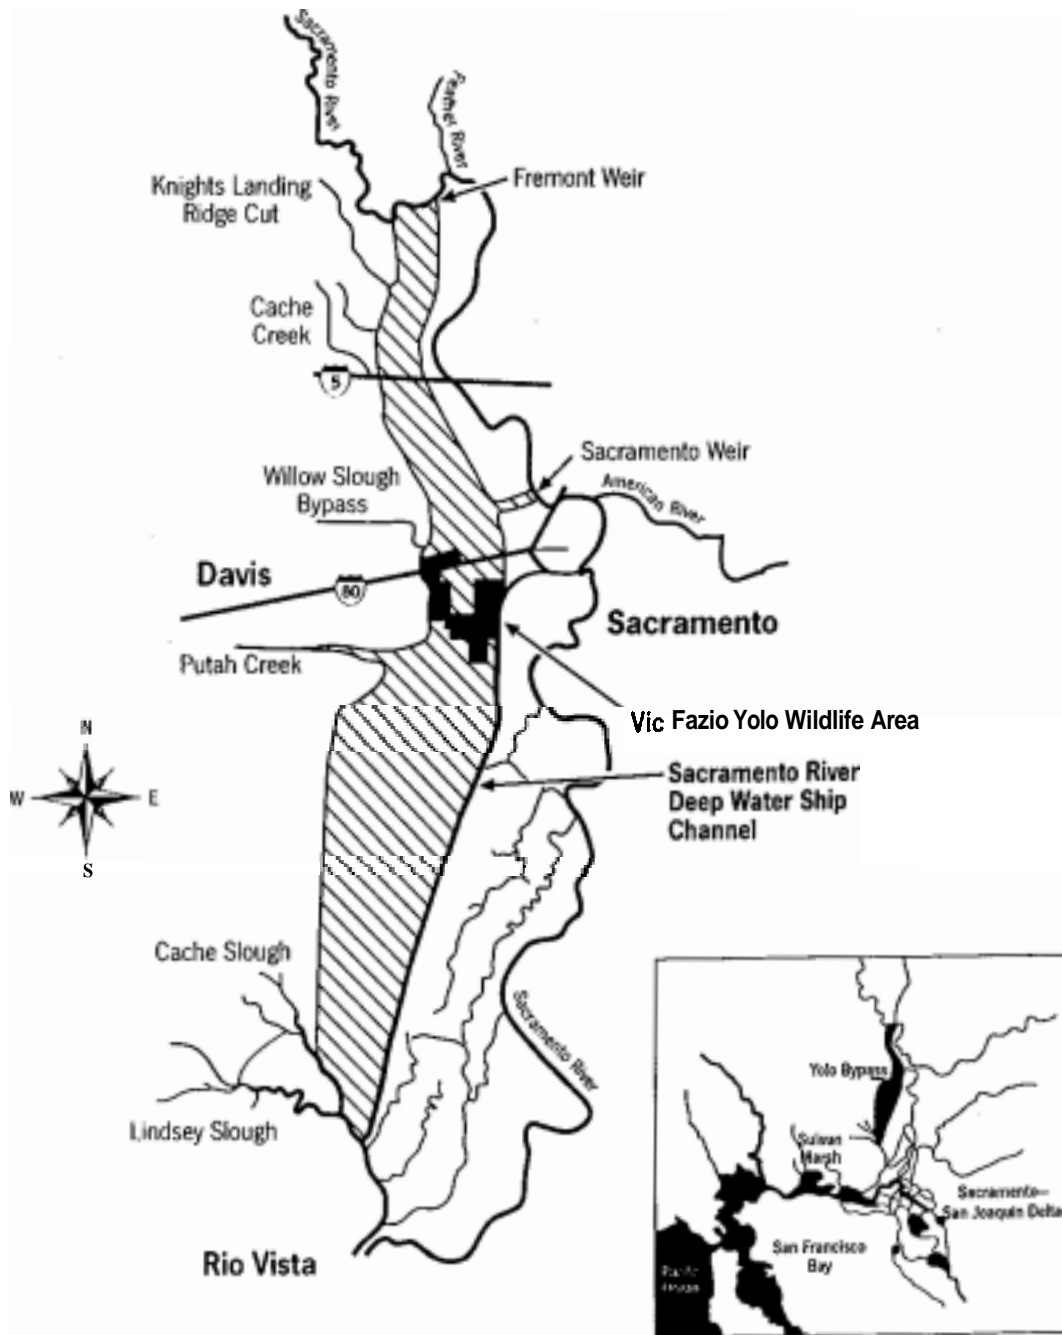 Sacramento River
Feather River
Fremont Weir
Knights Landing
Ridge Cut
Cache
Creek
5
Sacramento Weir
Willow Slough
Bypass
American River
Davis
80
Sacramento
Putah Creek
Vic Fazio Yolo Wildlife Area
N
W
E
S
Sacramento River
Deep Water Ship
Channel
Cache Slough
Sacramento River
Lindsey Slough
Rio Vista
Yolo Bypass
Suisun
Marsh
Sacramento—
San Joaquin Delta
San Francisco
Bay
Pacific
Ocean